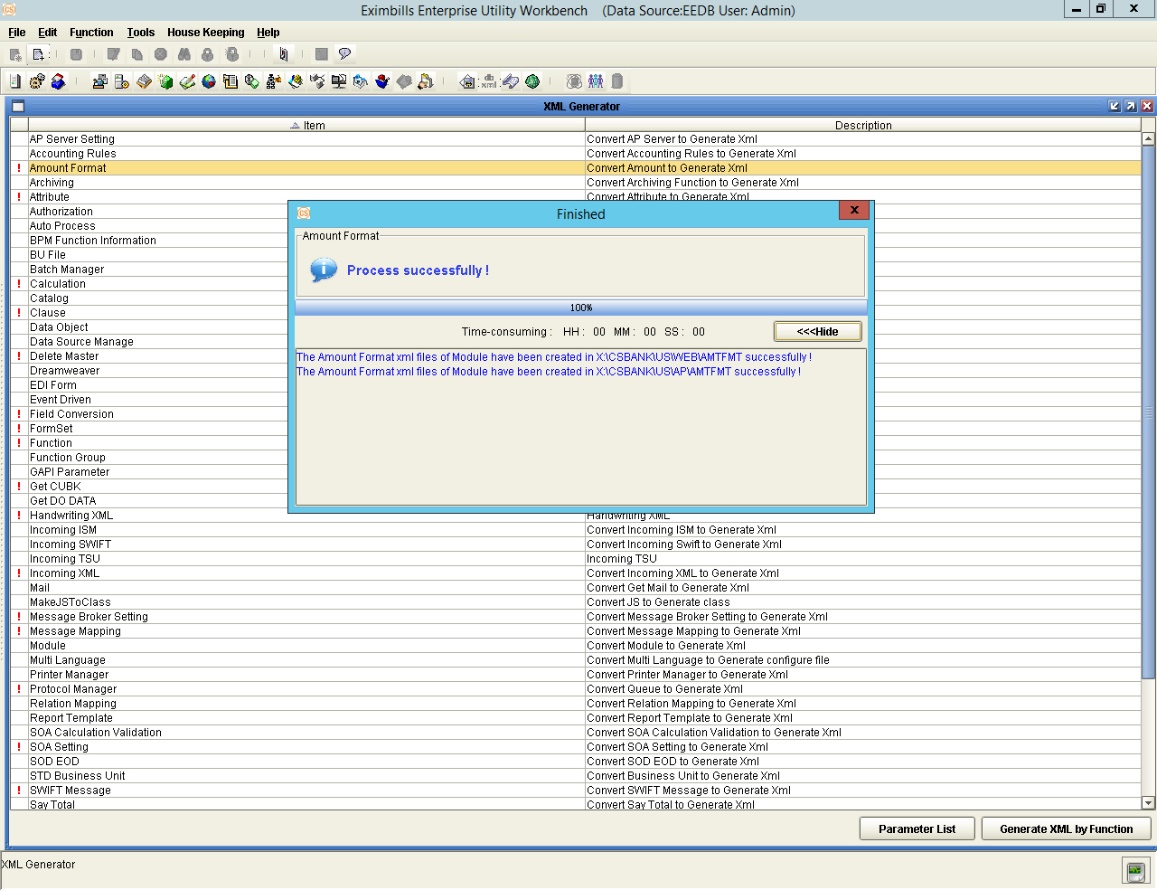 Eximbills Enterprise Utility Workbench (Data Source:EEDB User: Admin)
File Edit Function Tools House Keeping Help
XML Generator
Item Description
AP Server Setting Convert AP Server to Generate Xml
Accounting Rules Convert Accounting Rules to Generate Xml
! Amount Format Convert Amount to Generate Xml
Archiving Convert Archiving Function to Generate Xml
! Attribute Convert Attribute to Generate Xml
Authorization
Auto Process
BPM Function Information
BU File
Batch Manager
! Calculation
Catalog
! Clause
Data Object
Data Source Manage
! Delete Master
Dreamweaver
EDI Form
Event Driven
! Field Conversion
! FormSet
! Function
Function Group
GAPI Parameter
! Get CUBK
Get DO DATA
Finished
Amount Format
Process successfully !
100%
Time-consuming : HH : 00 MM : 00 SS : 00
<<<Hide
The Amount Format xml files of Module have been created in X:\CSBANK\US\WEB\AMTFMT successfully !
The Amount Format xml files of Module have been created in X:\CSBANK\US\AP\AMTFMT successfully !
! Handwriting XML Handwriting XML
Incoming ISM Convert Incoming ISM to Generate Xml
Incoming SWIFT Convert Incoming Swift to Generate Xml
Incoming TSU Incoming TSU
! Incoming XML Convert Incoming XML to Generate Xml
Mail Convert Get Mail to Generate Xml
MakeJSToClass Convert JS to Generate class
! Message Broker Setting Convert Message Broker Setting to Generate Xml
! Message Mapping Convert Message Mapping to Generate Xml
Module Convert Module to Generate Xml
Multi Language Convert Multi Language to Generate configure file
Printer Manager Convert Printer Manager to Generate Xml
! Protocol Manager Convert Queue to Generate Xml
Relation Mapping Convert Relation Mapping to Generate Xml
Report Template Convert Report Template to Generate Xml
SOA Calculation Validation Convert SOA Calculation Validation to Generate Xml
! SOA Setting Convert SOA Setting to Generate Xml
SOD EOD Convert SOD EOD to Generate Xml
STD Business Unit Convert Business Unit to Generate Xml
! SWIFT Message Convert SWIFT Message to Generate Xml
Say Total Convert Say Total to Generate Xml
Parameter List Generate XML by Function
XML Generator